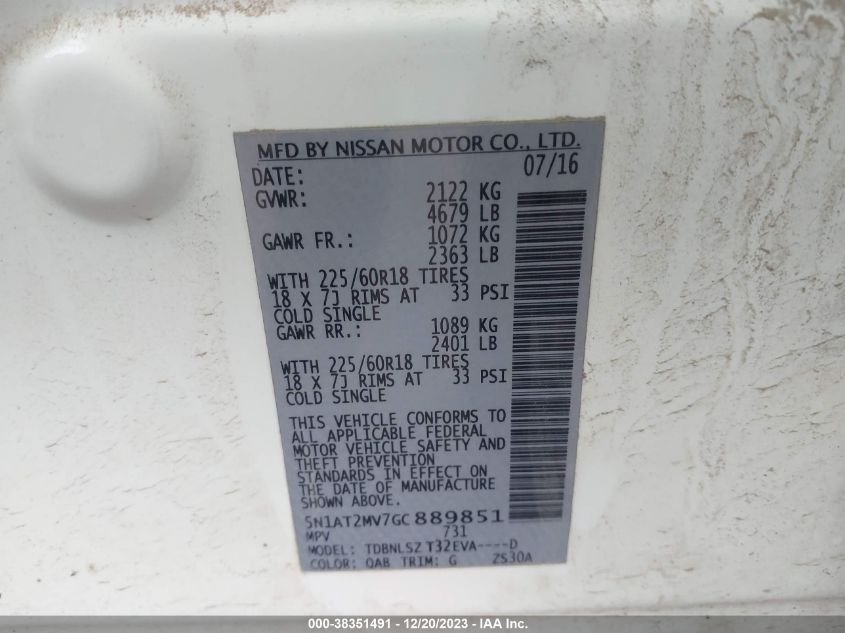 MFD BY NISSAN MOTOR CO., LTD.
DATE: 07/16
GVWR: 2122 KG
4679 LB
GAWR FR.: 1072 KG
2363 LB
WITH 225/60R18 TIRES
18 X 7J RIMS AT 33 PSI
COLD SINGLE
GAWR RR.: 1089 KG
2401 LB
WITH 225/60R18 TIRES
18 X 7J RIMS AT 33 PSI
COLD SINGLE
THIS VEHICLE CONFORMS TO
ALL APPLICABLE FEDERAL
MOTOR VEHICLE SAFETY AND
THEFT PREVENTION
STANDARDS IN EFFECT ON
THE DATE OF MANUFACTURE
SHOWN ABOVE.
5N1AT2MV7GC889851
MPV 731
MODEL: TDBNLSZ T32EVA----D
COLOR: QAB TRIM: G ZS30A
000-38351491 - 12/20/2023 - IAA Inc.